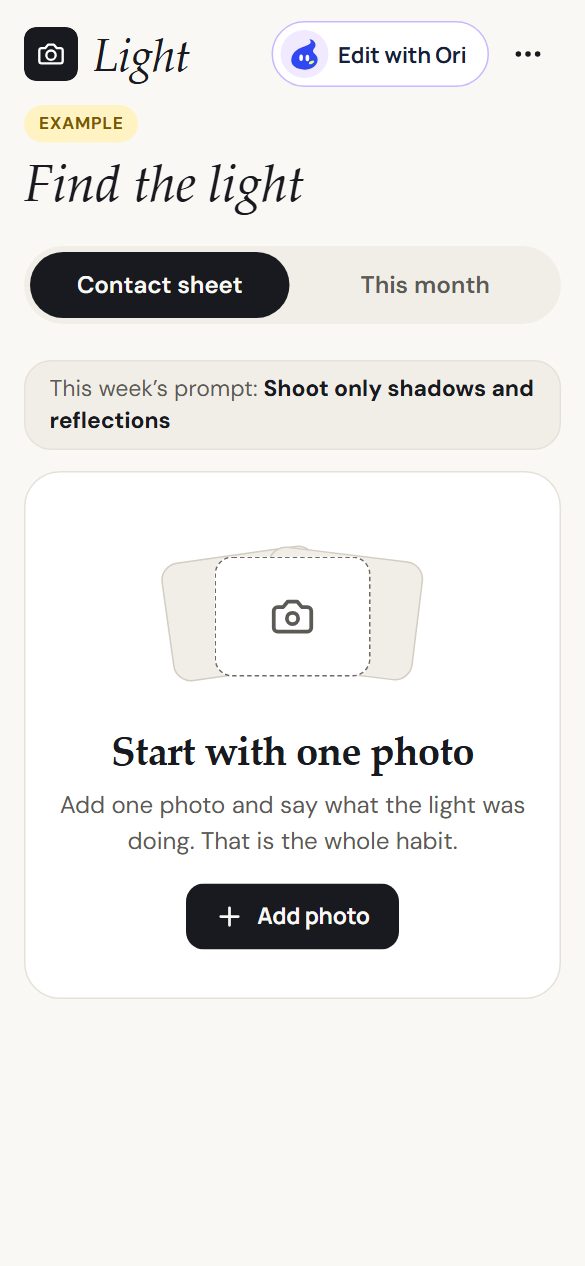 Light
Edit with Ori
EXAMPLE
Find the light
Contact sheet
This month
This week’s prompt: Shoot only shadows and
reflections
Start with one photo
Add one photo and say what the light was
doing. That is the whole habit.
Add photo